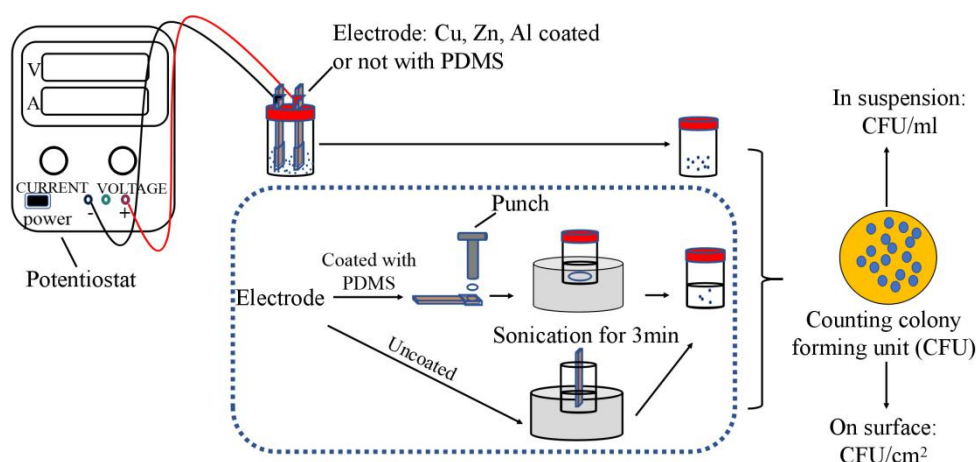 Electrode: Cu, Zn, Al coated
or not with PDMS
V
A
CURRENT
VOLTAGE
power
-
+
Potentiostat
Punch
Coated with
PDMS
Electrode
Sonication for 3min
Uncoated
In suspension:
CFU/ml
Counting colony
forming unit (CFU)
On surface:
CFU/cm²